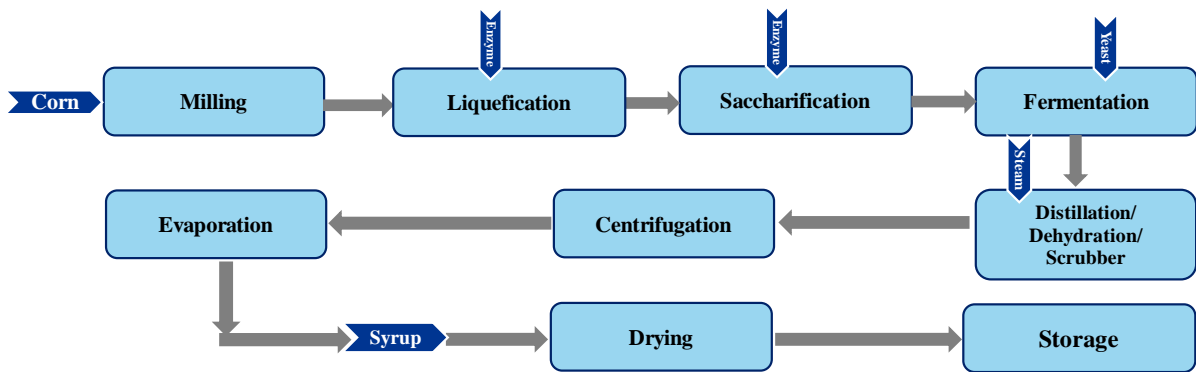 Enzyme
Enzyme
Yeast
Corn
Milling
Liquefication
Saccharification
Fermentation
Steam
Evaporation
Centrifugation
Distillation/
Dehydration/
Scrubber
Syrup
Drying
Storage